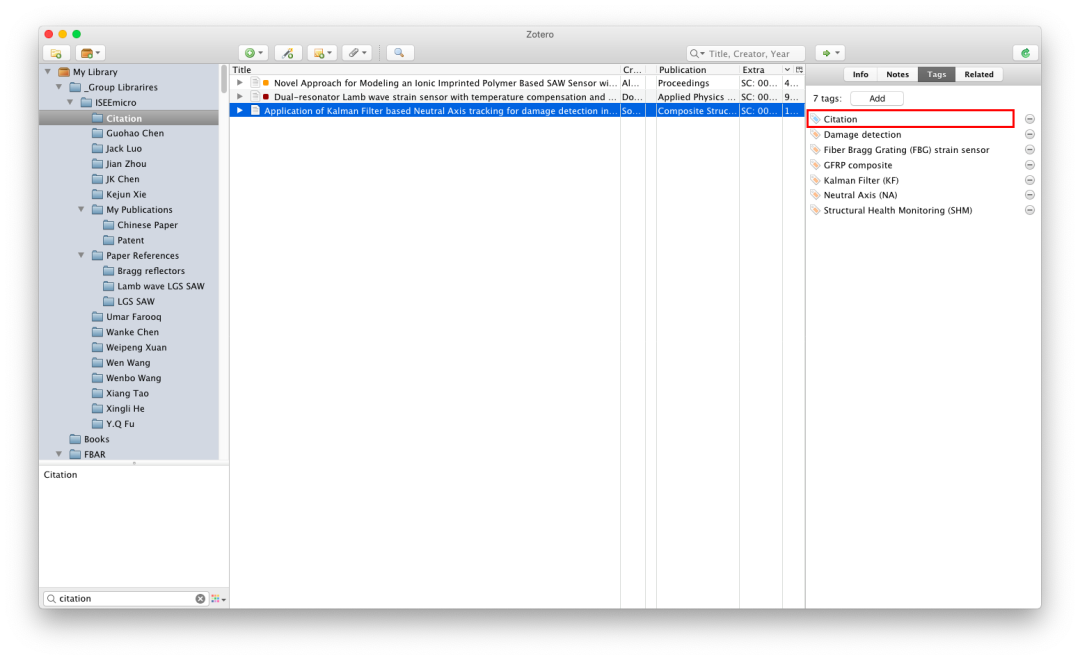 Zotero
Title, Creator, Year
My Library
_Group Librarires
ISEEmicro
Citation
Guohao Chen
Jack Luo
Jian Zhou
JK Chen
Kejun Xie
My Publications
Chinese Paper
Patent
Paper References
Bragg reflectors
Lamb wave LGS SAW
LGS SAW
Umar Farooq
Wanke Chen
Weipeng Xuan
Wen Wang
Wenbo Wang
Xiang Tao
Xingli He
Y.Q Fu
Books
FBAR
Citation
citation
Title Cr... Publication Extra
Novel Approach for Modeling an Ionic Imprinted Polymer Based SAW Sensor wi... Al... Proceedings SC: 00... 4...
Dual-resonator Lamb wave strain sensor with temperature compensation and ... Do... Applied Physics ... SC: 00... 9...
Application of Kalman Filter based Neutral Axis tracking for damage detection in... So... Composite Struc... SC: 00... 1...
Info Notes Tags Related
7 tags: Add
Citation
Damage detection
Fiber Bragg Grating (FBG) strain sensor
GFRP composite
Kalman Filter (KF)
Neutral Axis (NA)
Structural Health Monitoring (SHM)